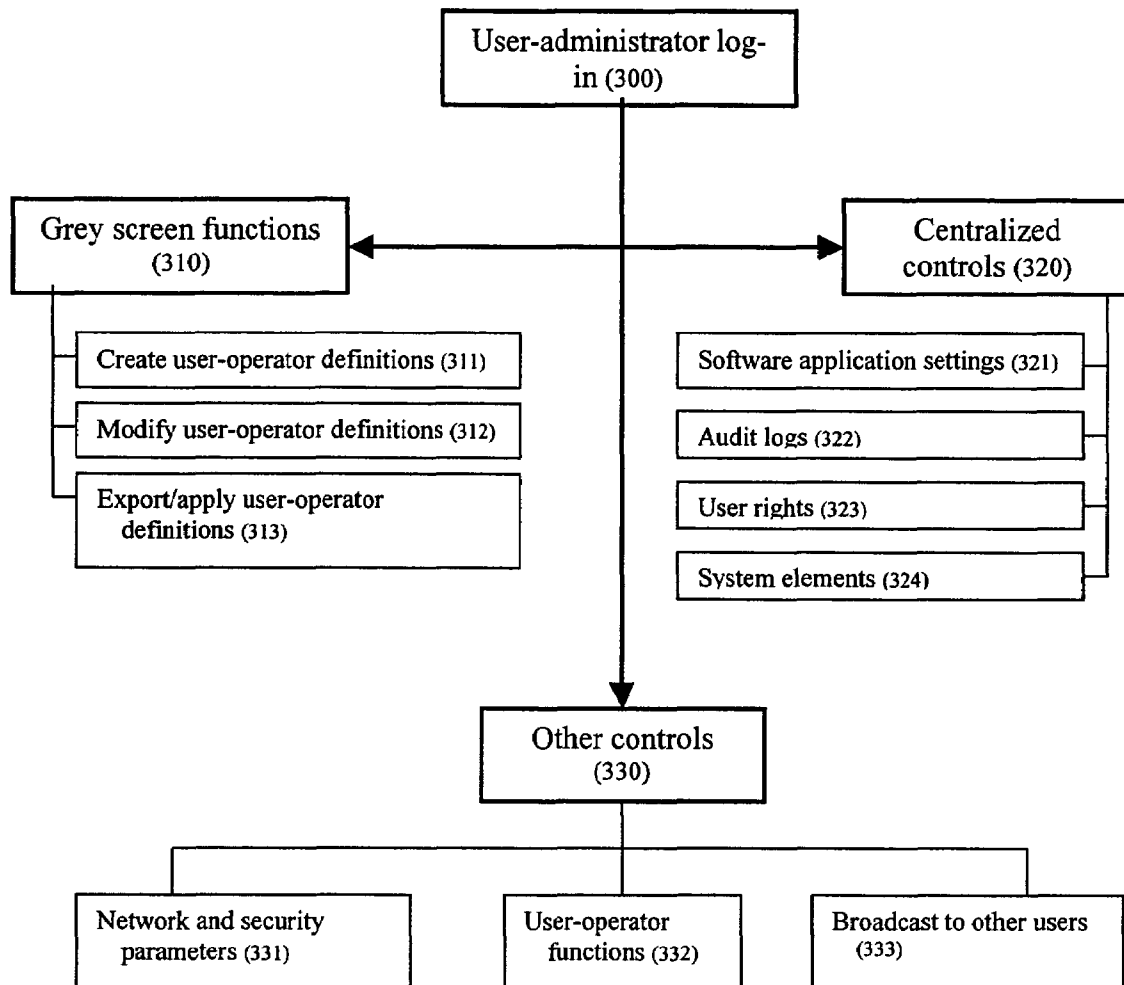 User-administrator log-
in (300)
Grey screen functions
(310)
Centralized
controls (320)
Create user-operator definitions (311)
Modify user-operator definitions (312)
Export/apply user-operator
definitions (313)
Software application settings (321)
Audit logs (322)
User rights (323)
System elements (324)
Other controls
(330)
Network and security
parameters (331)
User-operator
functions (332)
Broadcast to other users
(333)